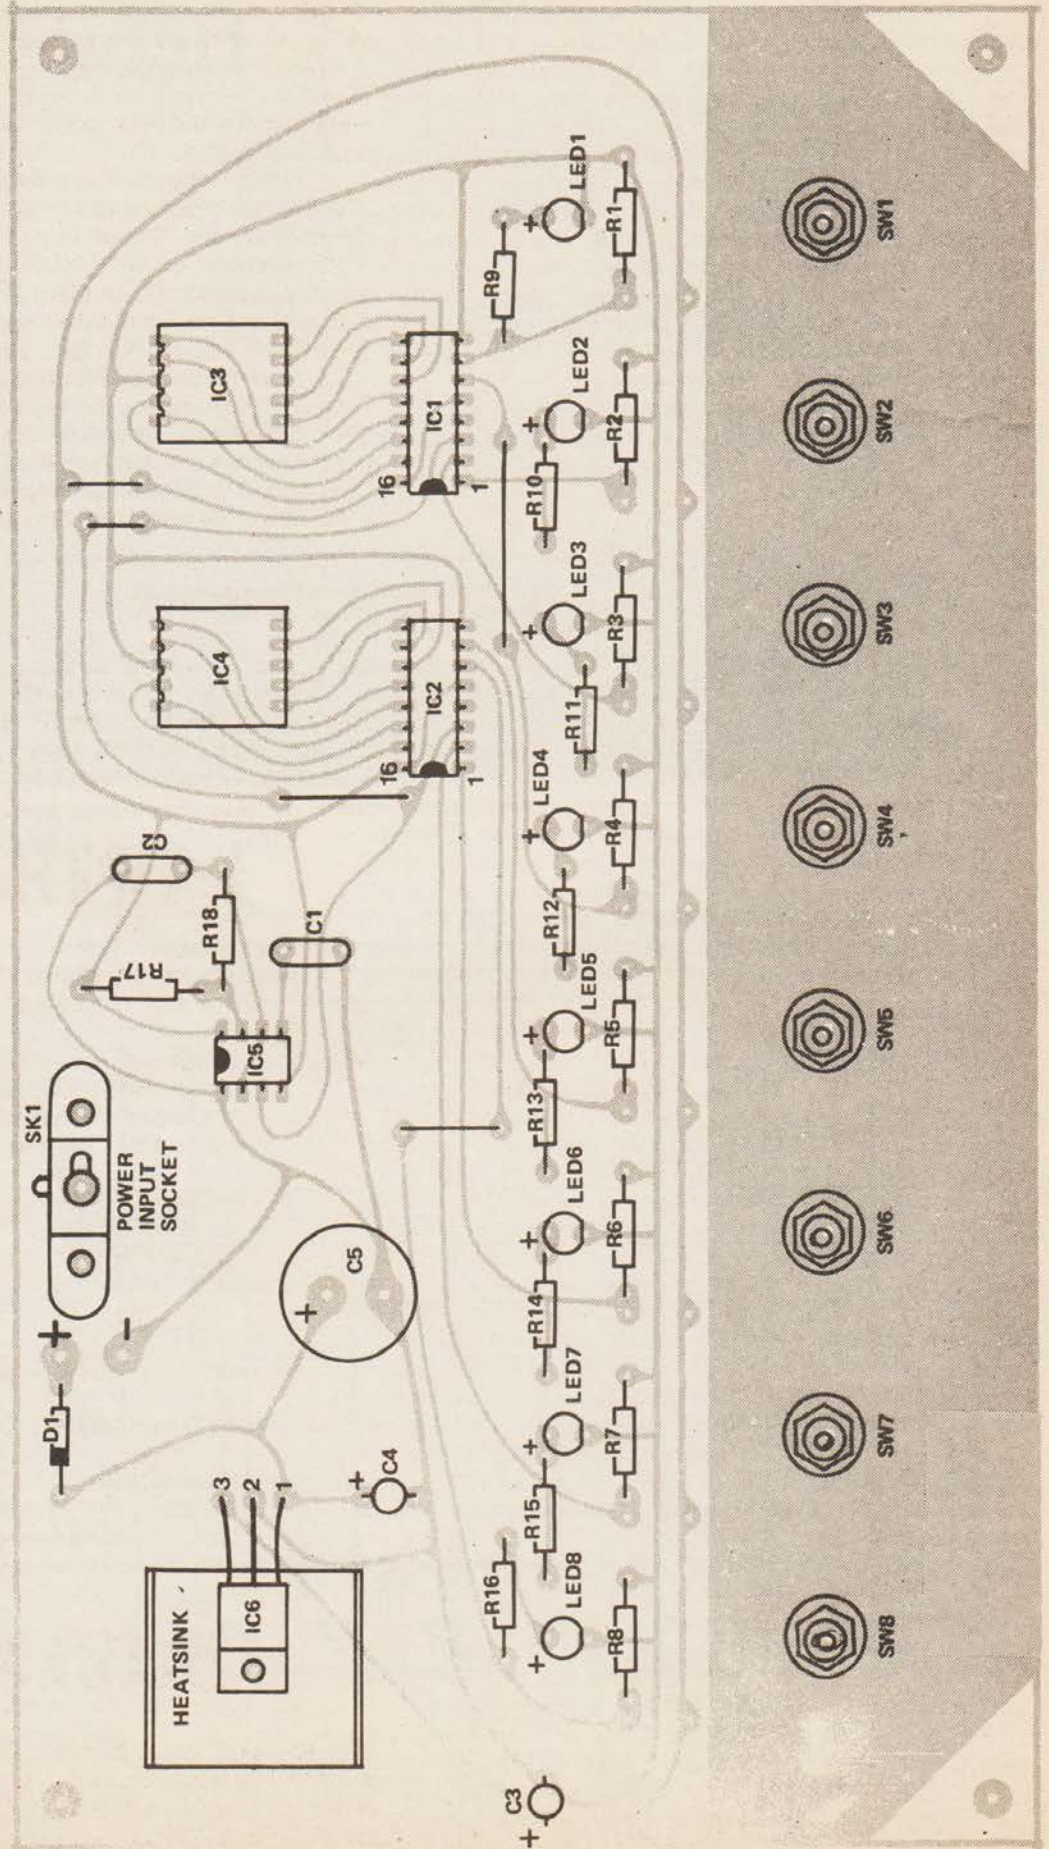 SK1
POWER
INPUT
SOCKET
+
-
D1
HEATSINK
IC6
3
2
1
C4
+
C5
+
R17
R18
C2
C1
IC5
IC3
IC4
IC1
16
1
IC2
16
1
C3
+
LED1
+
R9
R1
SW1
LED2
+
R10
R2
SW2
LED3
+
R11
R3
SW3
LED4
+
R12
R4
SW4
LED5
+
R13
R5
SW5
LED6
+
R14
R6
SW6
LED7
+
R15
R7
SW7
LED8
+
R16
R8
SW8